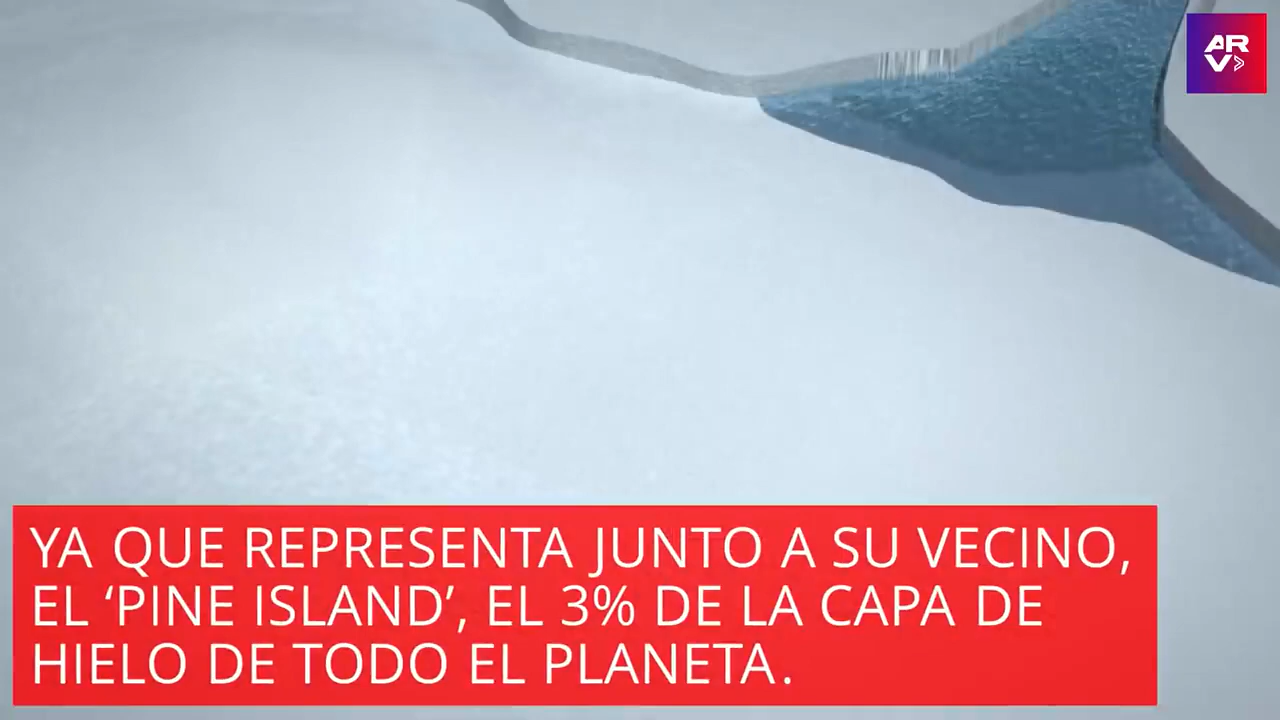 ARV
YA QUE REPRESENTA JUNTO A SU VECINO,
EL ‘PINE ISLAND’, EL 3% DE LA CAPA DE
HIELO DE TODO EL PLANETA.